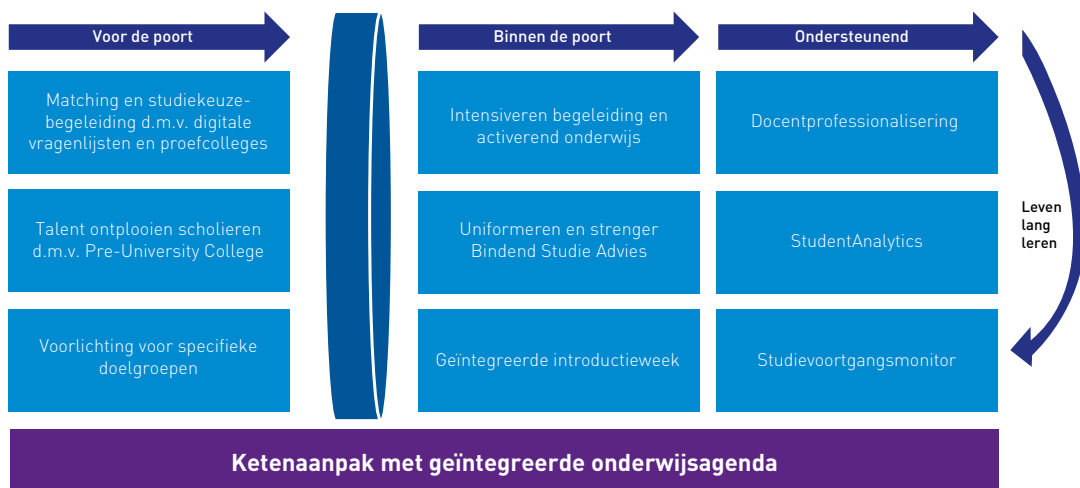 Voor de poort
Binnen de poort
Ondersteunend
Matching en studiekeuze-
begeleiding d.m.v. digitale
vragenlijsten en proefcolleges
Intensiveren begeleiding en
activerend onderwijs
Docentprofessionalisering
Talent ontplooien scholieren
d.m.v. Pre-University College
Uniformeren en strenger
Bindend Studie Advies
StudentAnalytics
Leven
lang
leren
Voorlichting voor specifieke
doelgroepen
Geïntegreerde introductieweek
Studievoortgangsmonitor
Ketenaanpak met geïntegreerde onderwijsagenda